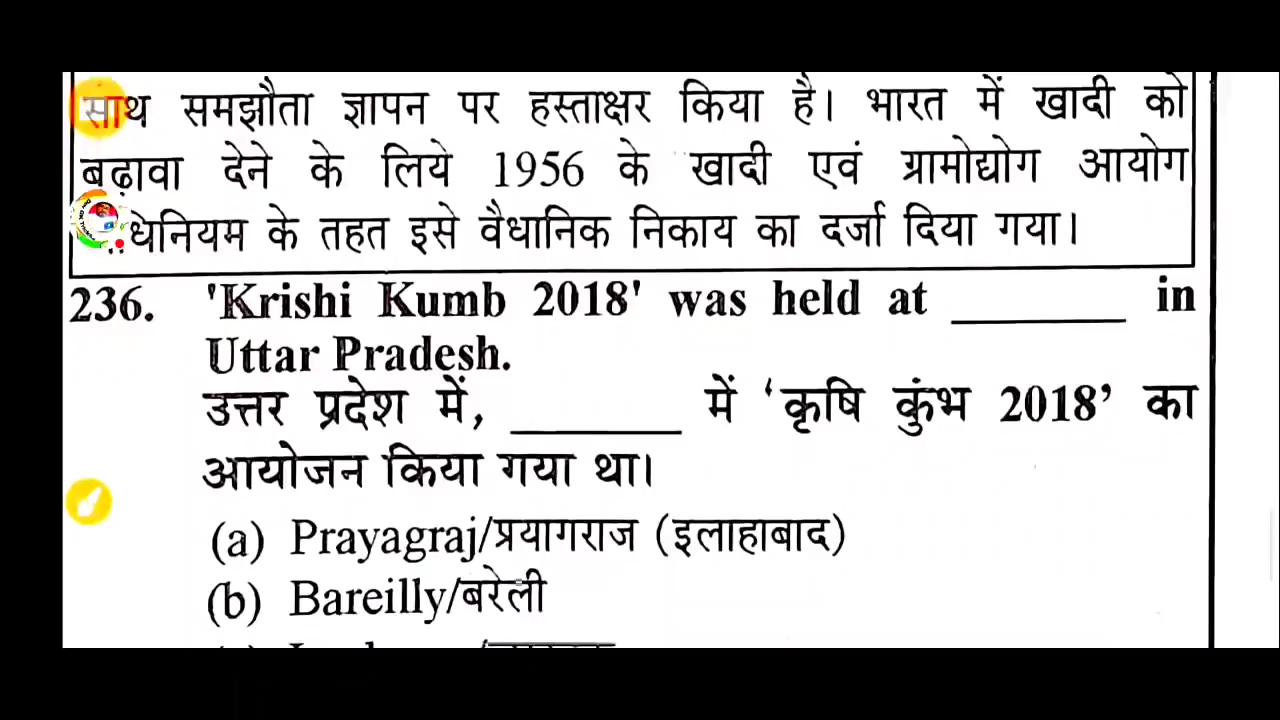 साथ समझौता ज्ञापन पर हस्ताक्षर किया है। भारत में खादी को
बढ़ावा देने के लिये 1956 के खादी एवं ग्रामोद्योग आयोग
धिनियम के तहत इसे वैधानिक निकाय का दर्जा दिया गया।
236. 'Krishi Kumb 2018' was held at ________ in
Uttar Pradesh.
उत्तर प्रदेश में, ________ में ‘कृषि कुंभ 2018’ का
आयोजन किया गया था।
(a) Prayagraj/प्रयागराज (इलाहाबाद)
(b) Bareilly/बरेली